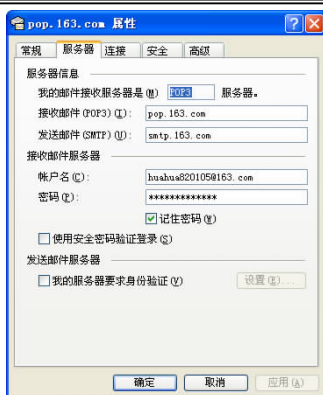 pop.163.com 属性
常规 服务器 连接 安全 高级
服务器信息
我的邮件接收服务器是(M) POP3 服务器。
接收邮件(POP3)(I): pop.163.com
发送邮件(SMTP)(U): smtp.163.com
接收邮件服务器
帐户名(C): huahua820105@163.com
密码(P): *************
记住密码(W)
使用安全密码验证登录(S)
发送邮件服务器
我的服务器要求身份验证(V) 设置(E)...
确定 取消 应用(A)